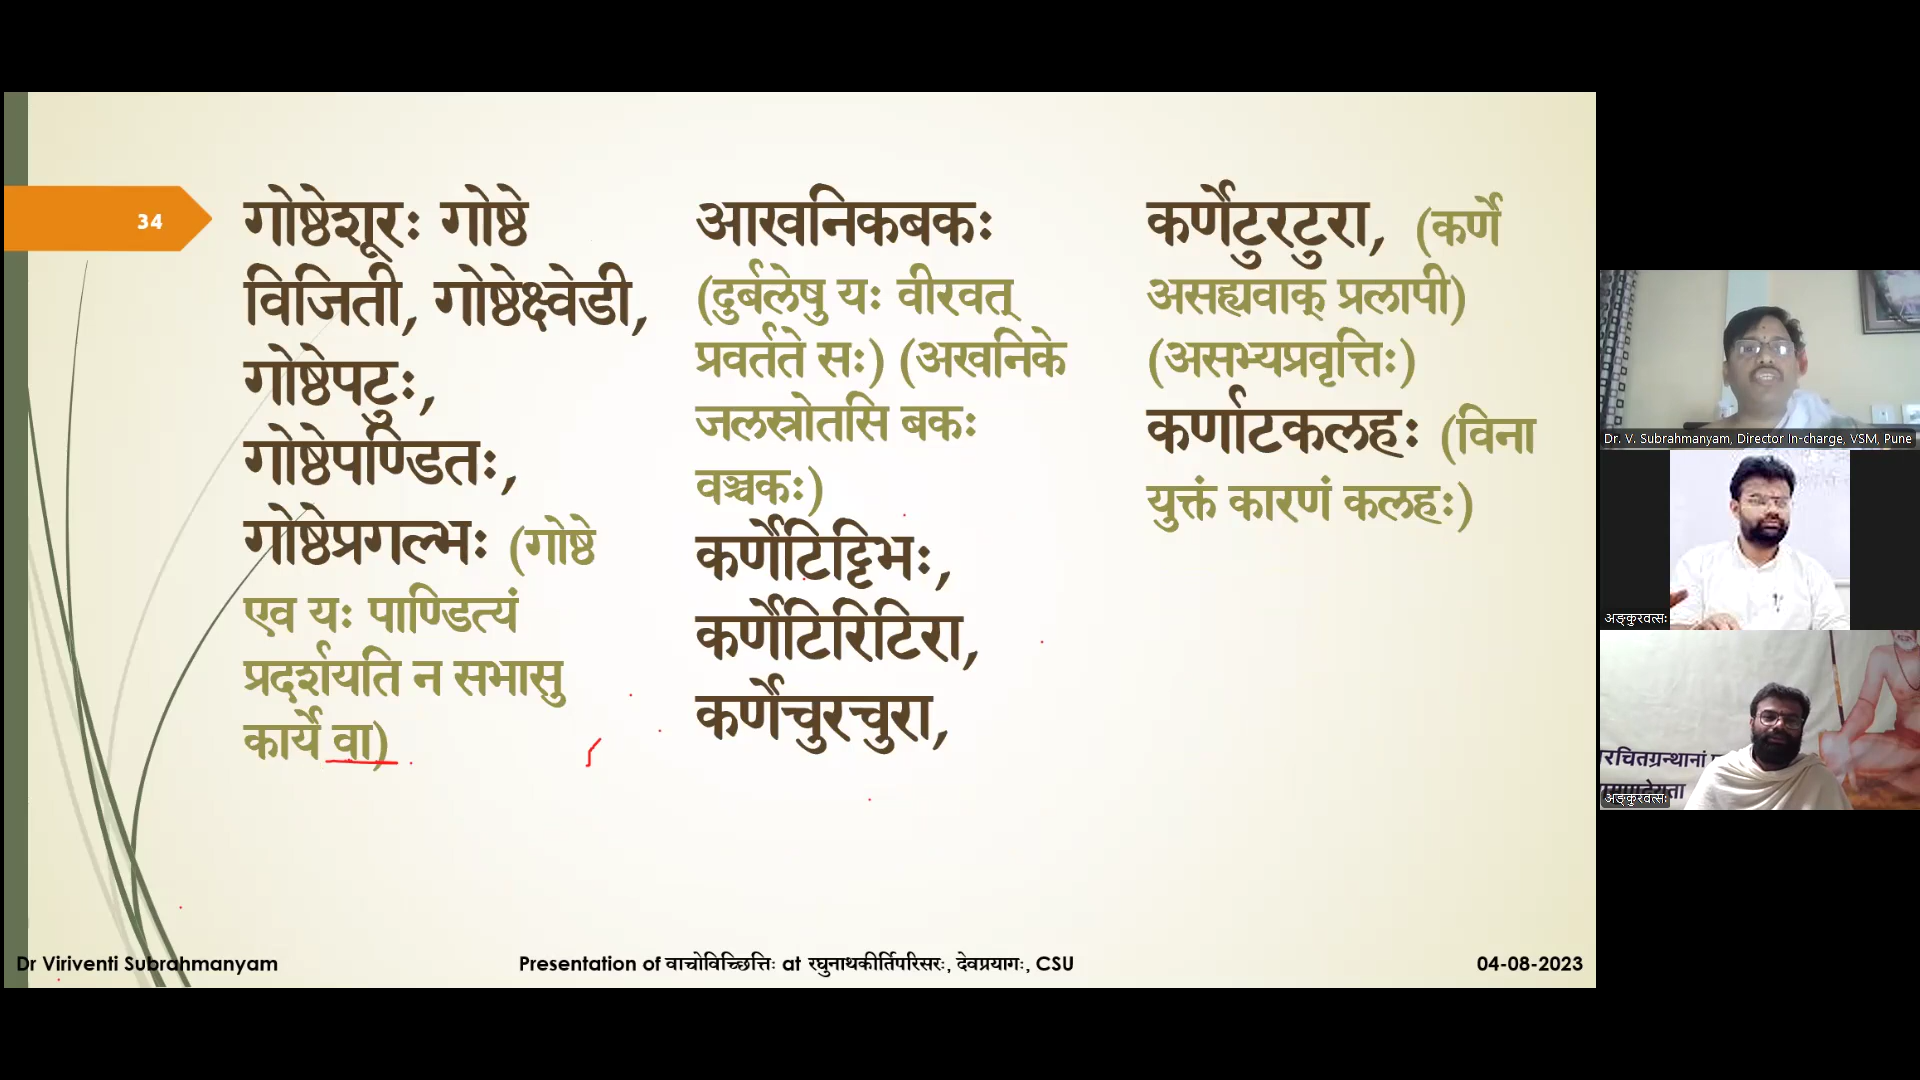 34
गोष्ठेशूरः गोष्ठे
विजिती, गोष्ठेक्ष्वेडी,
गोष्ठेपटुः,
गोष्ठेपण्डितः,
गोष्ठेप्रगल्भः (गोष्ठे
एव यः पाण्डित्यं
प्रदर्शयति न सभासु
कार्ये वा)
आखनिकबकः
(दुर्बलेषु यः वीरवत्
प्रवर्तते सः) (अखनिके
जलस्रोतसि बकः
वञ्चकः)
कर्णेटिट्टिभः,
कर्णेटिरिटिरा,
कर्णेचुरचुरा,
कर्णेटुरटुरा, (कर्णे
असह्यवाक् प्रलापी)
(असभ्यप्रवृत्तिः)
कर्णाटकलहः (विना
युक्तं कारणं कलहः)
Dr Viriventi Subrahmanyam
Presentation of वाचोविच्छित्तिः at रघुनाथकीर्तिपरिसरः, देवप्रयागः, CSU
04-08-2023
Dr. V. Subrahmanyam, Director In-charge, VSM, Pune
अङ्कुरवत्सः
रचितग्रन्थानां
अङ्कुरवत्सः